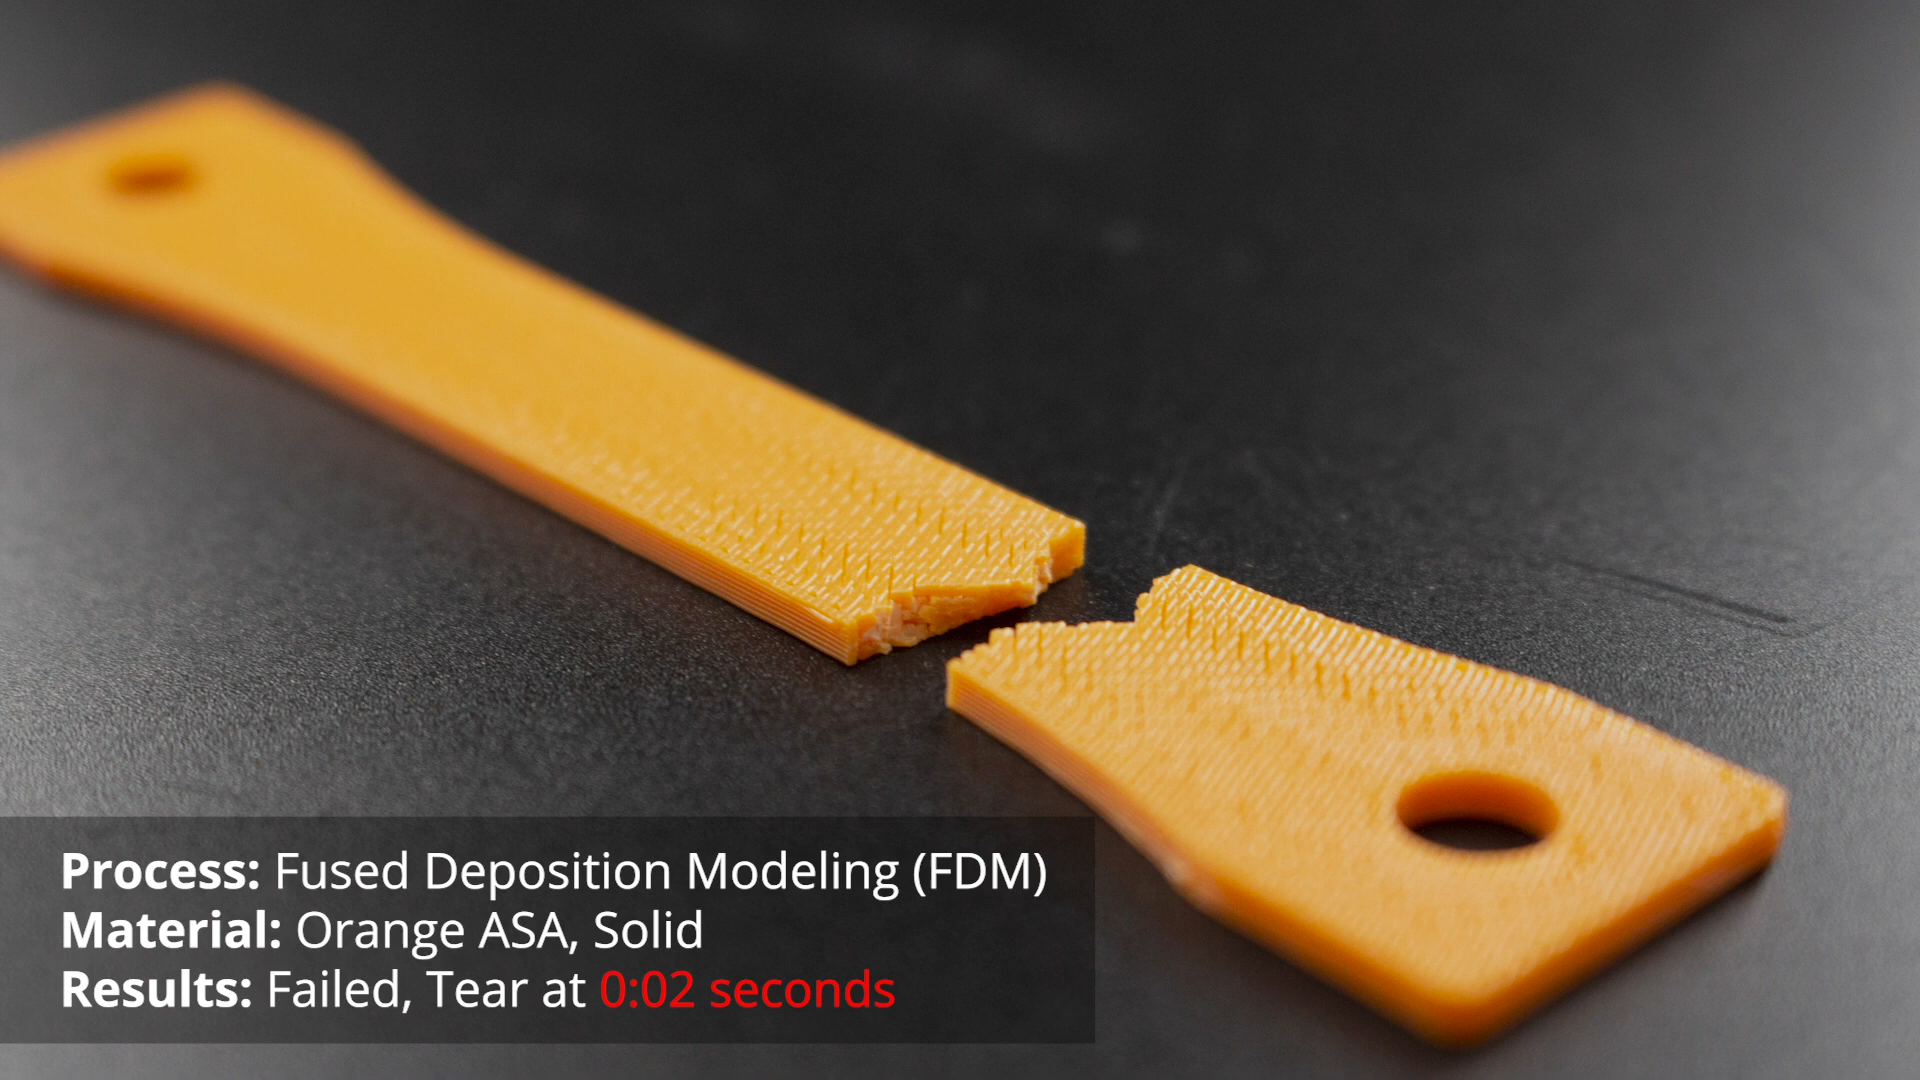 Process: Fused Deposition Modeling (FDM)
Material: Orange ASA, Solid
Results: Failed, Tear at 0:02 seconds